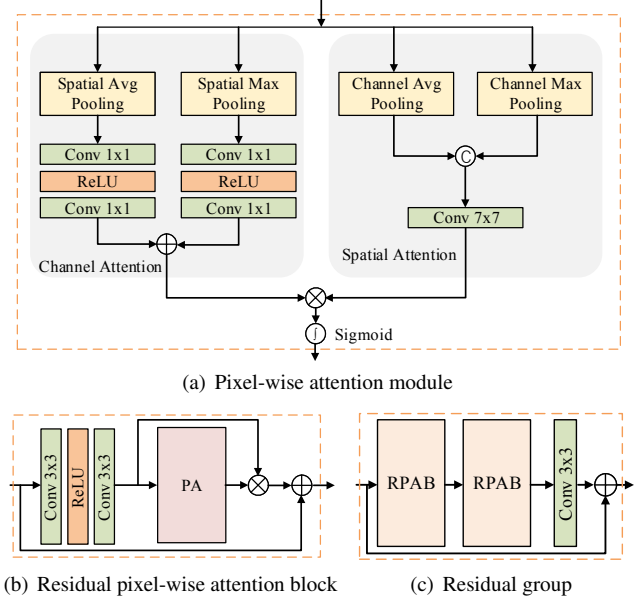 Spatial Avg
Pooling
Spatial Max
Pooling
Channel Avg
Pooling
Channel Max
Pooling
Conv 1x1
Conv 1x1
ReLU
ReLU
Conv 1x1
Conv 1x1
C
Conv 7x7
Channel Attention
Spatial Attention
∫
Sigmoid
(a) Pixel-wise attention module
Conv 3x3
ReLU
Conv 3x3
PA
RPAB
RPAB
Conv 3x3
(b) Residual pixel-wise attention block
(c) Residual group